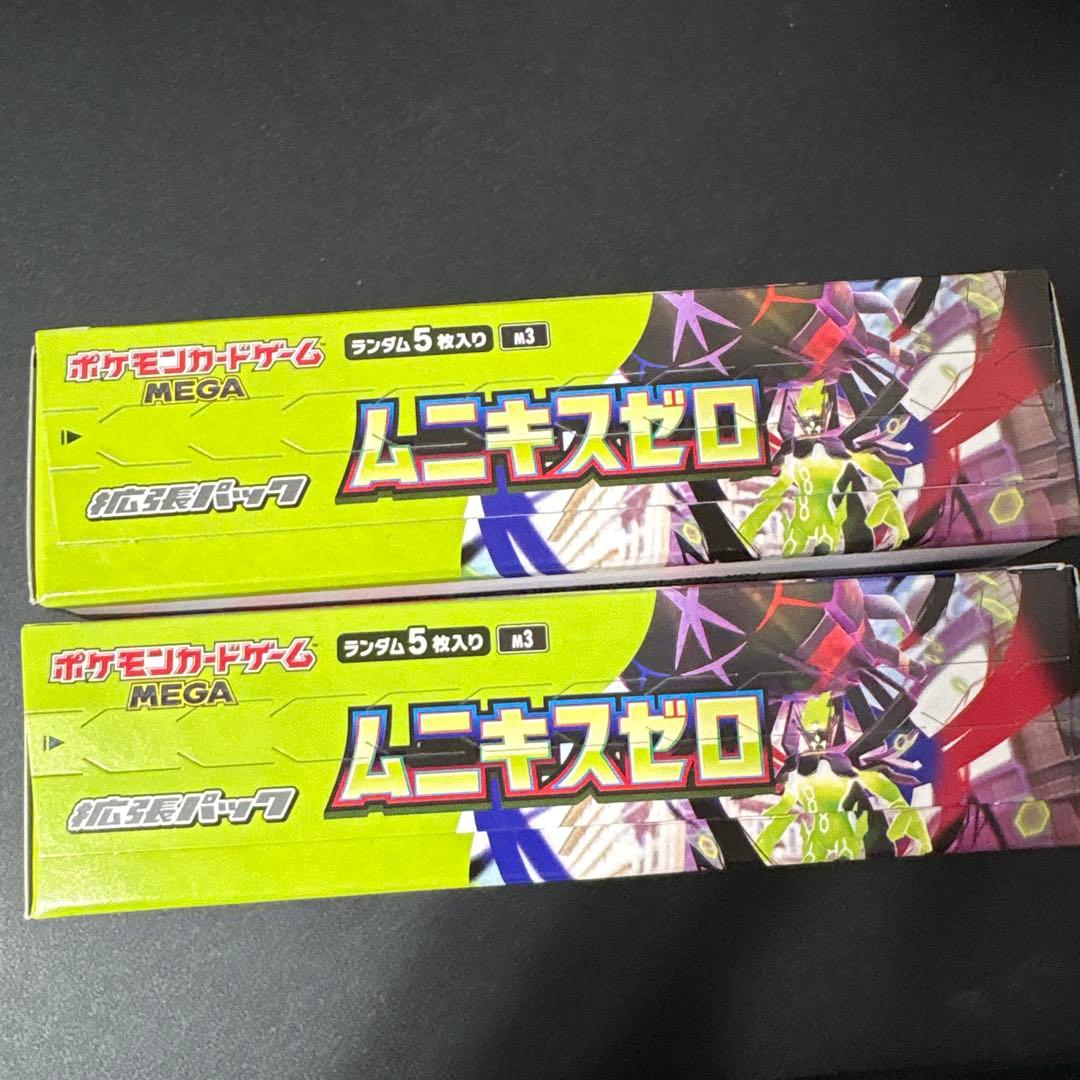 ポケモンカードゲーム
MEGA
ランダム5枚入り M3
ムニキスゼロ
拡張パック
ポケモンカードゲーム
MEGA
ランダム5枚入り M3
ムニキスゼロ
拡張パック